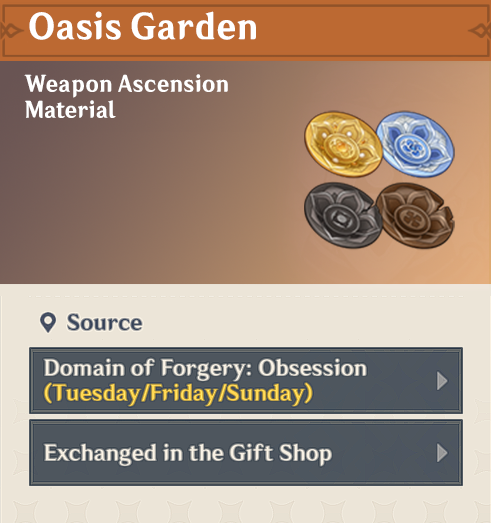 Oasis Garden
Weapon Ascension
Material
Source
Domain of Forgery: Obsession
(Tuesday/Friday/Sunday)
Exchanged in the Gift Shop